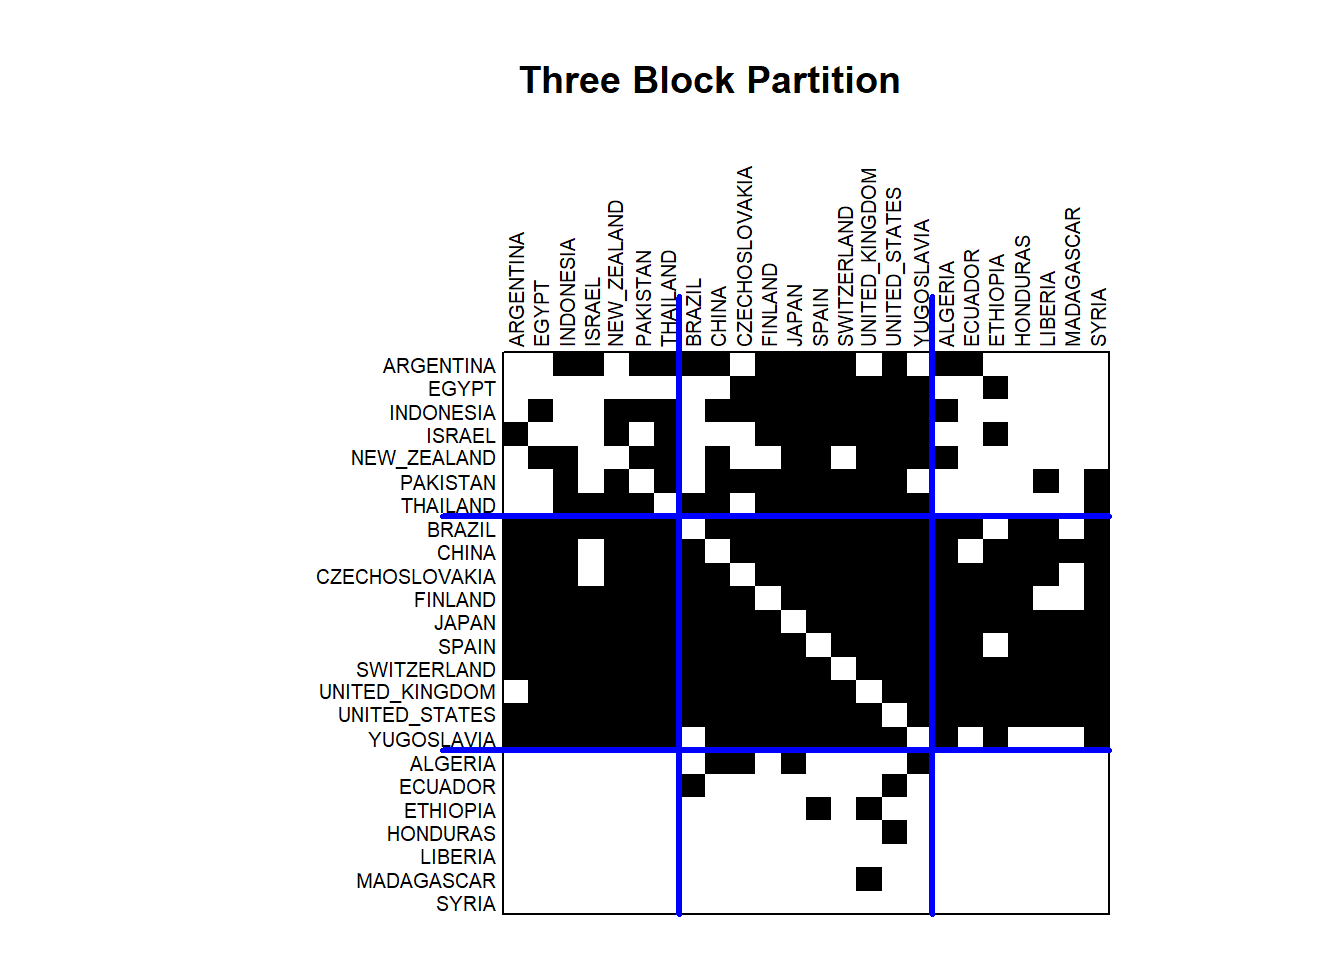 Three Block Partition
ARGENTINA
EGYPT
INDONESIA
ISRAEL
NEW_ZEALAND
PAKISTAN
THAILAND
BRAZIL
CHINA
CZECHOSLOVAKIA
FINLAND
JAPAN
SPAIN
SWITZERLAND
UNITED_KINGDOM
UNITED_STATES
YUGOSLAVIA
ALGERIA
ECUADOR
ETHIOPIA
HONDURAS
LIBERIA
MADAGASCAR
SYRIA
ARGENTINA
EGYPT
INDONESIA
ISRAEL
NEW_ZEALAND
PAKISTAN
THAILAND
BRAZIL
CHINA
CZECHOSLOVAKIA
FINLAND
JAPAN
SPAIN
SWITZERLAND
UNITED_KINGDOM
UNITED_STATES
YUGOSLAVIA
ALGERIA
ECUADOR
ETHIOPIA
HONDURAS
LIBERIA
MADAGASCAR
SYRIA